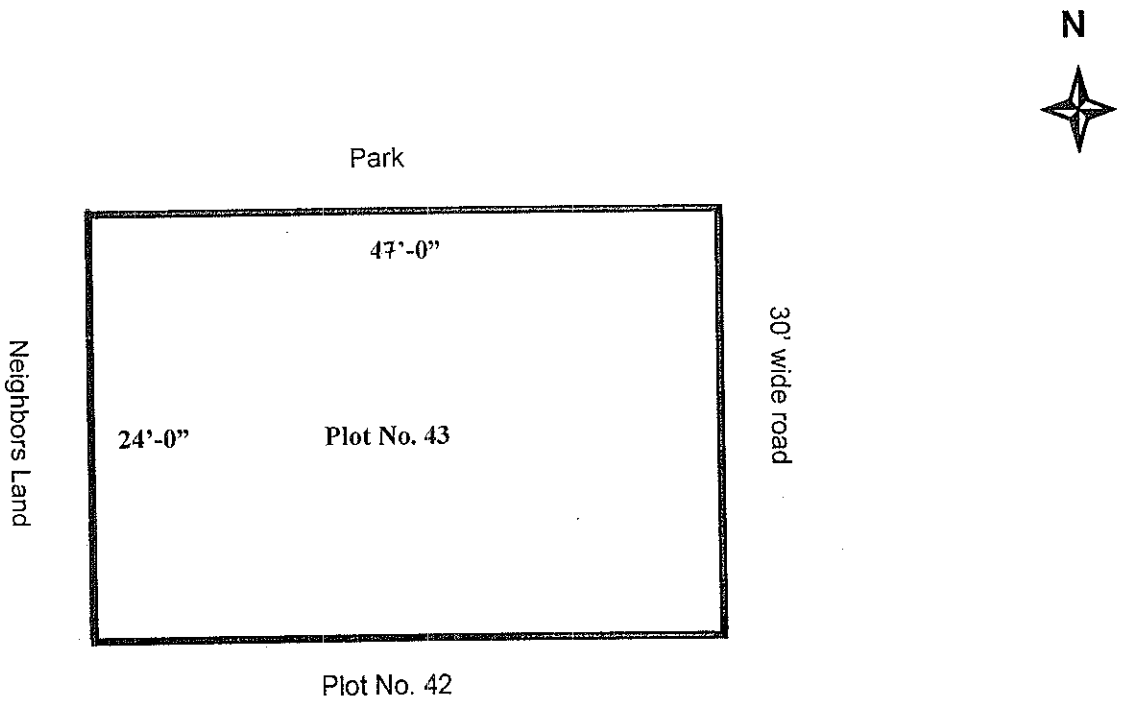 N
Park
47'-0”
30' wide road
Neighbors Land
24'-0”
Plot No. 43
Plot No. 42